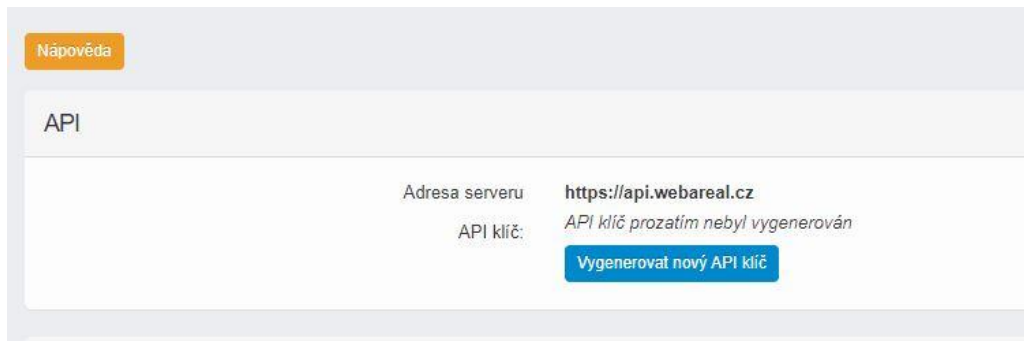 Nápověda
API
Adresa serveru https://api.webareal.cz
API klíč: API klíč prozatím nebyl vygenerován
Vygenerovat nový API klíč